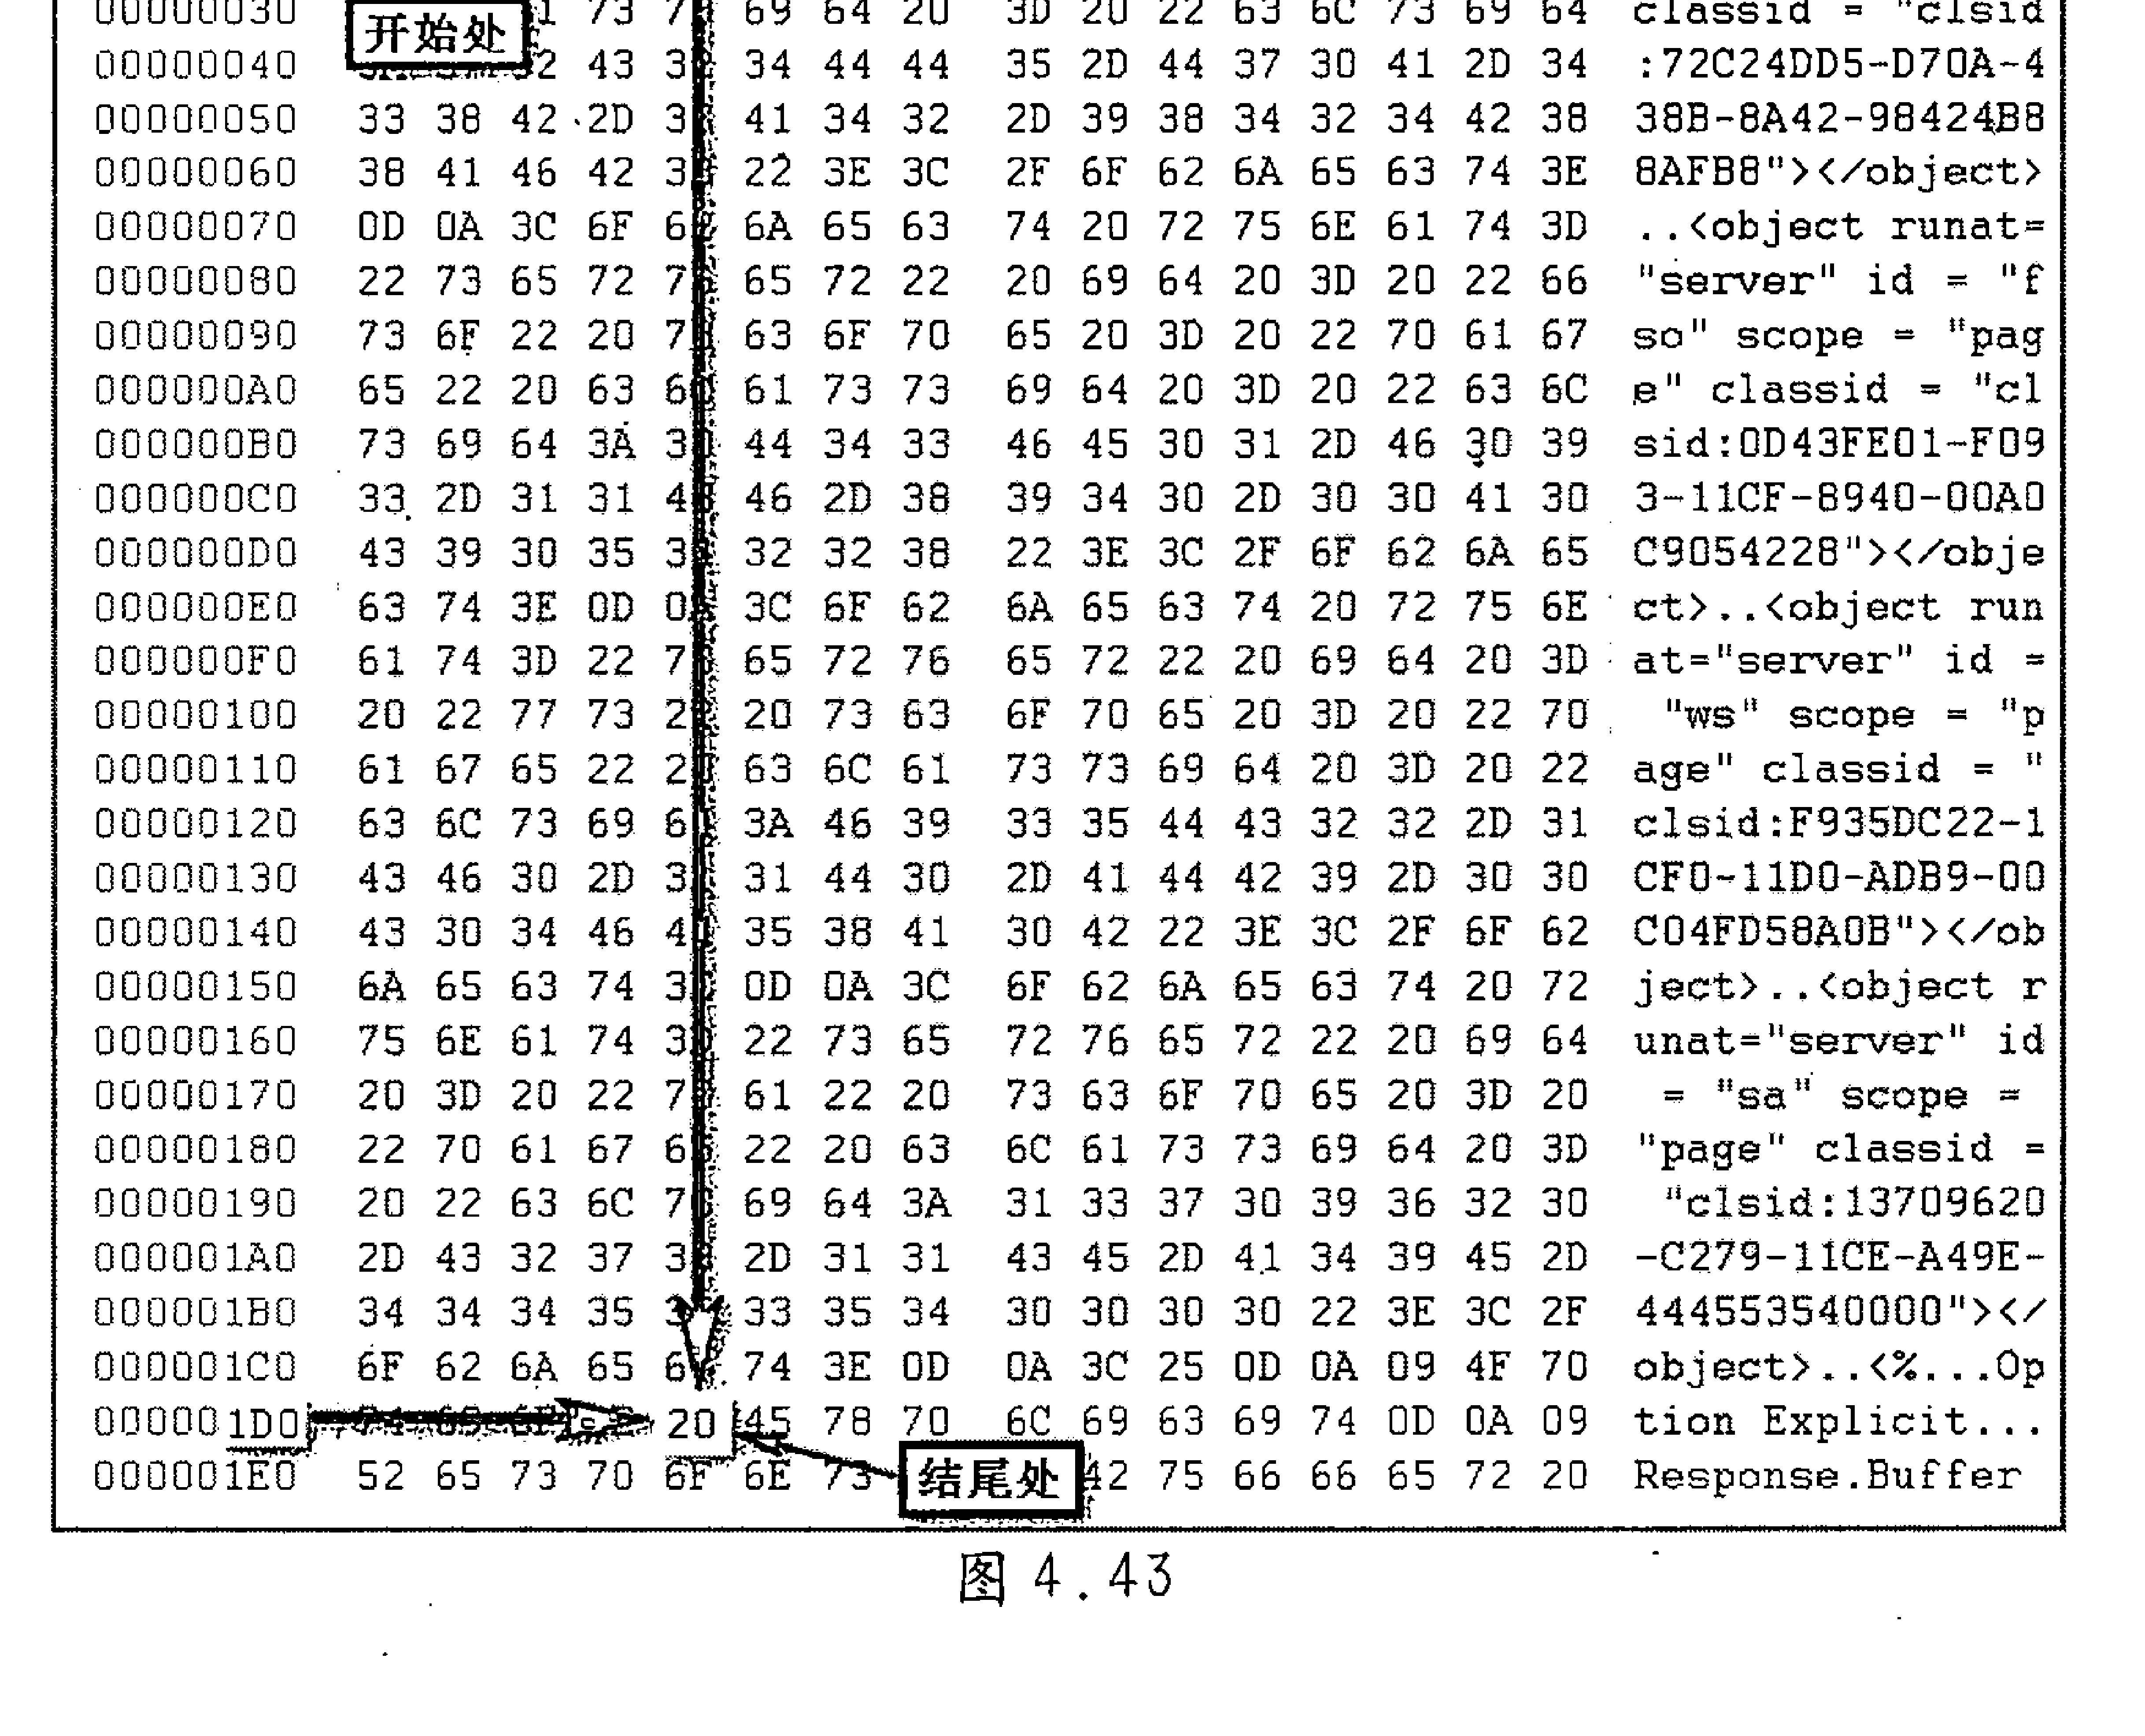 00000030 73 69 64 20 3D 20 22 63 6C 73 69 64 classid = "clsid
开始处
00000040 43 34 44 44 35 2D 44 37 30 41 2D 34 :72C24DD5-D70A-4
00000050 33 38 42 2D 41 34 32 2D 39 38 34 32 34 42 38 38B-8A42-98424B8
00000060 38 41 46 42 22 3E 3C 2F 6F 62 6A 65 63 74 3E 8AFB8"></object>
00000070 0D 0A 3C 6F 6A 65 63 74 20 72 75 6E 61 74 3D ..<object runat=
00000080 22 73 65 72 65 72 22 20 69 64 20 3D 20 22 66 "server" id = "f
00000090 73 6F 22 20 63 6F 70 65 20 3D 20 22 70 61 67 so" scope = "pag
000000A0 65 22 20 63 61 73 73 69 64 20 3D 20 22 63 6C e" classid = "cl
000000B0 73 69 64 3A 44 34 33 46 45 30 31 2D 46 30 39 sid:0D43FE01-F09
000000C0 33 2D 31 31 46 2D 38 39 34 30 2D 30 30 41 30 3-11CF-8940-00A0
000000D0 43 39 30 35 32 32 38 22 3E 3C 2F 6F 62 6A 65 C9054228"></obje
000000E0 63 74 3E 0D 0A 3C 6F 62 6A 65 63 74 20 72 75 6E ct>..<object run
000000F0 61 74 3D 22 65 72 76 65 72 22 20 69 64 20 3D at="server" id =
00000100 20 22 77 73 20 73 63 6F 70 65 20 3D 20 22 70 "ws" scope = "p
00000110 61 67 65 22 63 6C 61 73 73 69 64 20 3D 20 22 age" classid = "
00000120 63 6C 73 69 3A 46 39 33 35 44 43 32 32 2D 31 clsid:F935DC22-1
00000130 43 46 30 2D 31 44 30 2D 41 44 42 39 2D 30 30 CF0-11D0-ADB9-00
00000140 43 30 34 46 35 38 41 30 42 22 3E 3C 2F 6F 62 C04FD58A0B"></ob
00000150 6A 65 63 74 0D 0A 3C 6F 62 6A 65 63 74 20 72 ject>..<object r
00000160 75 6E 61 74 22 73 65 72 76 65 72 22 20 69 64 unat="server" id
00000170 20 3D 20 22 61 22 20 73 63 6F 70 65 20 3D 20 = "sa" scope =
00000180 22 70 61 67 22 20 63 6C 61 73 73 69 64 20 3D "page" classid =
00000190 20 22 63 6C 69 64 3A 31 33 37 30 39 36 32 30 "clsid:13709620
000001A0 2D 43 32 37 2D 31 31 43 45 2D 41 34 39 45 2D -C279-11CE-A49E-
000001B0 34 34 34 35 33 35 34 30 30 30 30 22 3E 3C 2F 444553540000"></
000001C0 6F 62 6A 65 74 3E 0D 0A 3C 25 0D 0A 09 4F 70 object>..<%...Op
000001D0 20 45 78 70 6C 69 63 69 74 0D 0A 09 tion Explicit...
000001E0 52 65 73 70 6F 6E 73 42 75 66 66 65 72 20 Response.Buffer
结尾处
图 4.43